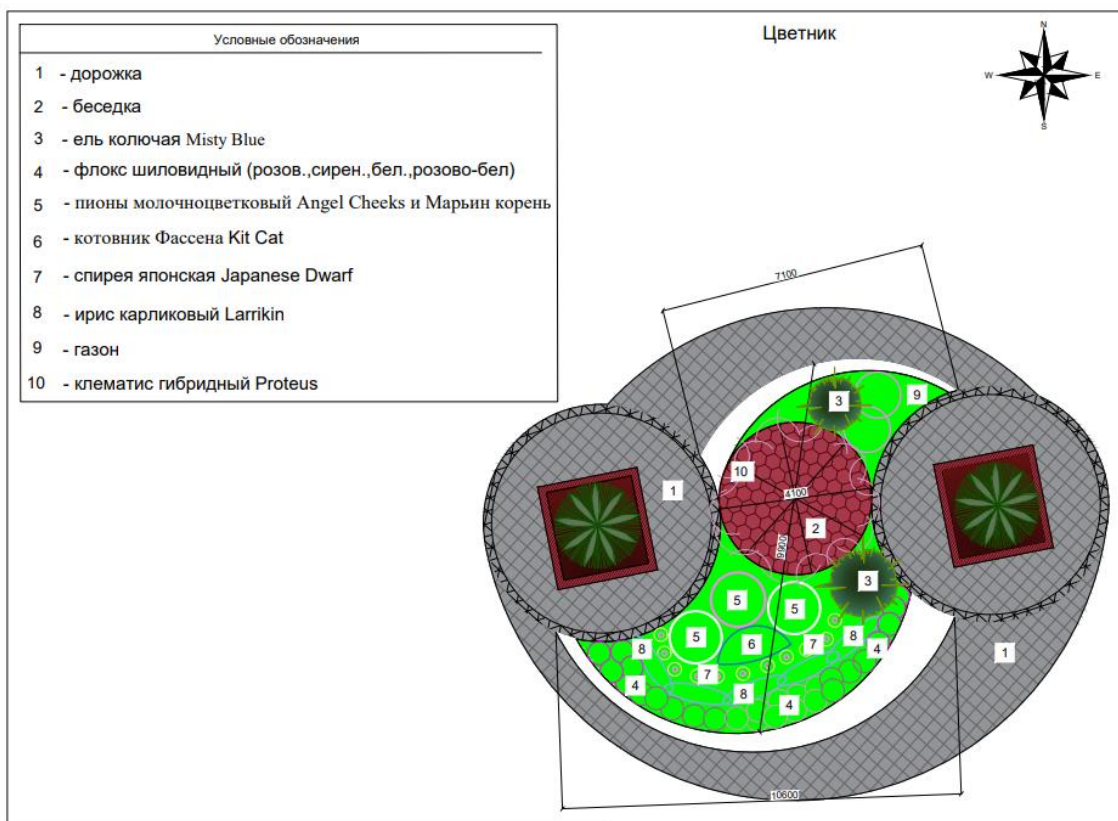 Условные обозначения
1 - дорожка
2 - беседка
3 - ель колючая Misty Blue
4 - флокс шиловидный (розов.,сирен.,бел.,розово-бел)
5 - пионы молочноцветковый Angel Cheeks и Марьин корень
6 - котовник Фассена Kit Cat
7 - спирея японская Japanese Dwarf
8 - ирис карликовый Larrikin
9 - газон
10 - клематис гибридный Proteus
Цветник
N
W E
S
7100
3
9
10
1
4100
2
9900
3
5
5
5
6
7
8
8
4
1
7
4
8
4
10600